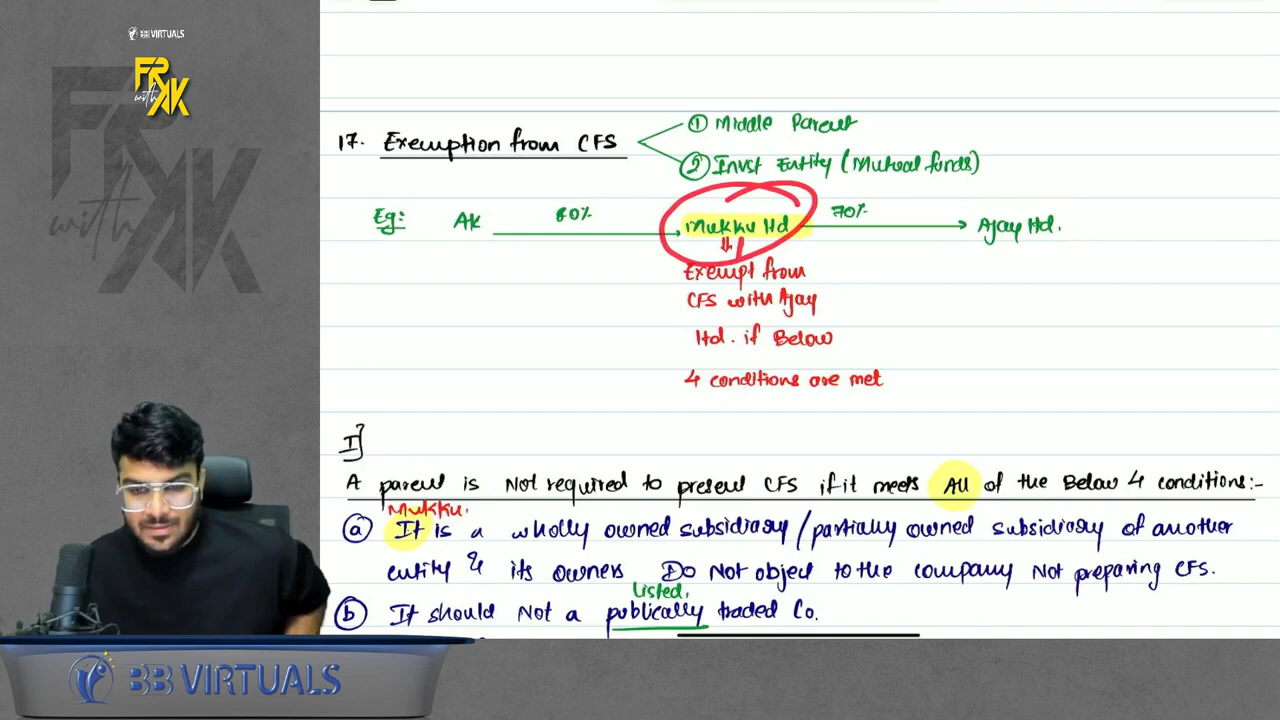 BB VIRTUALS
FR
with
AK
17. Exemption from CFS
① Middle Parent
② Invst Entity (Mutual funds)
Eg: AK 80% Mukku Ltd 70% Ajay Ltd.
Exempt from
CFS with Ajay
Ltd. if Below
4 conditions are met
I]
A parent is Not required to present CFS if it meets All of the Below 4 conditions:-
Mukku.
(a) It is a wholly owned subsidiary/partially owned subsidiary of another
entity & its owners Do Not object to the company Not preparing CFS.
Listed.
(b) It should Not a publically traded Co.
BB VIRTUALS